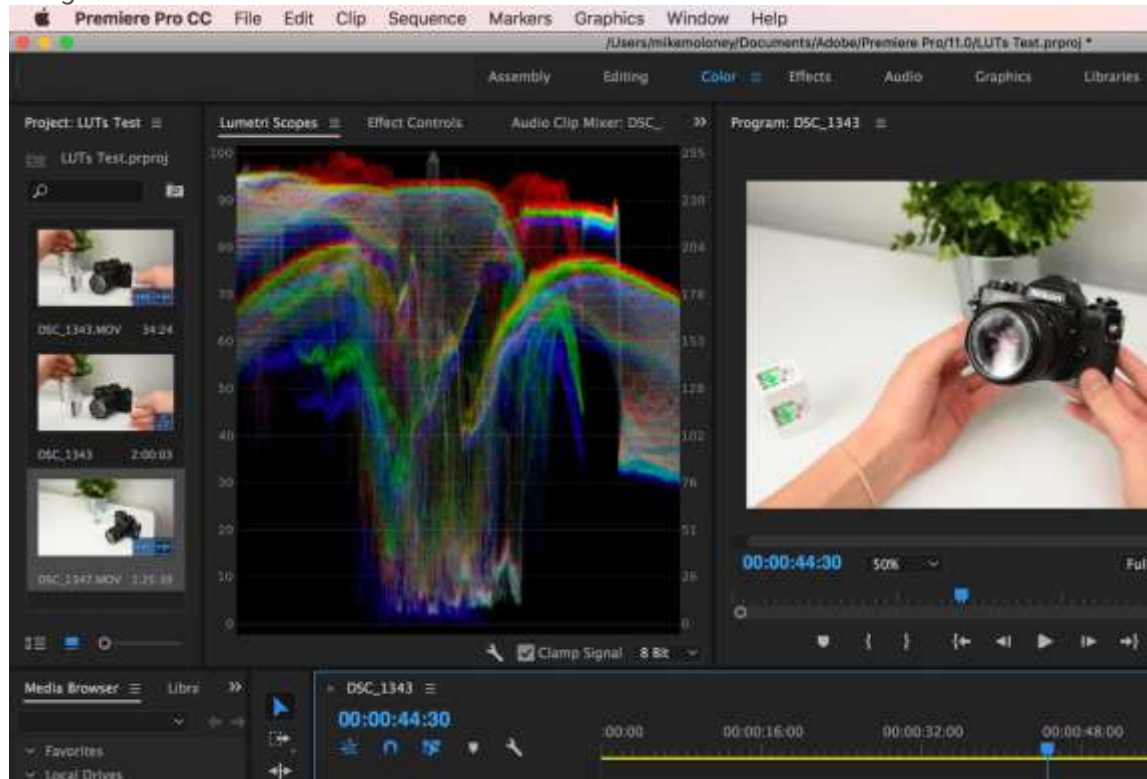 Premiere Pro CC File Edit Clip Sequence Markers Graphics Window Help
/Users/mikemoloney/Documents/Adobe/Premiere Pro/11.0/LUTs Test.prproj *
Assembly Editing Color Effects Audio Graphics Libraries
Project: LUTs Test
Lumetri Scopes Effect Controls Audio Clip Mixer: DSC_
Program: DSC_1343
LUTs Test.prproj
DSC_1343.MOV 34:24
DSC_1343 2:00:03
DSC_1347.MOV 1:25:39
100 255
90 230
80 204
70 178
60 153
50 128
40 102
30 76
20 51
10 26
0 0
Nikon
Clamp Signal 8 Bit
00:00:44:30 50% Ful
Media Browser Libra
Favorites
Local Drives
DSC_1343
00:00:44:30
:00:00 00:00:16:00 00:00:32:00 00:00:48:00